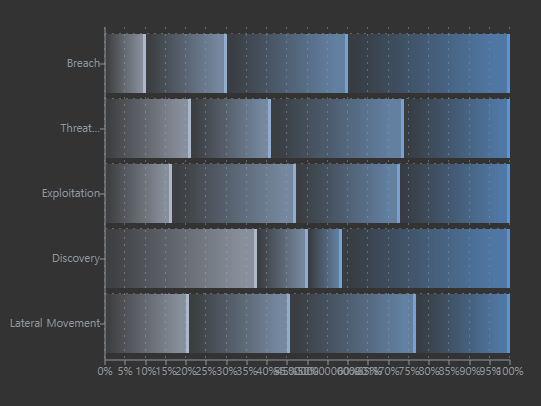 Breach
Threat...
Exploitation
Discovery
Lateral Movement
0% 5% 10% 15% 20% 25% 30% 35% 40% 70% 75% 80% 85% 90% 95% 100%